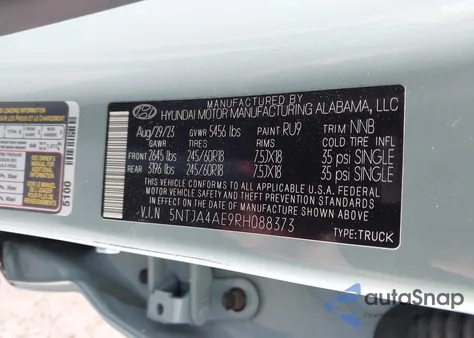 MANUFACTURED BY
HYUNDAI MOTOR MANUFACTURING ALABAMA, LLC
Aug/29/23 GVWR 5456 lbs PAINT RU9 TRIM NNB
GAWR TIRES RIMS COLD TIRE INFL
FRONT 2645 lbs 245/60R18 7.5JX18 35 psi SINGLE
REAR 3196 lbs 245/60R18 7.5JX18 35 psi SINGLE
THIS VEHICLE CONFORMS TO ALL APPLICABLE U.S.A. FEDERAL
MOTOR VEHICLE SAFETY AND THEFT PREVENTION STANDARDS
IN EFFECT ON THE DATE OF MANUFACTURE SHOWN ABOVE.
V.I.N 5NTJA4AE9RH088373
TYPE:TRUCK
5100
autoSnap